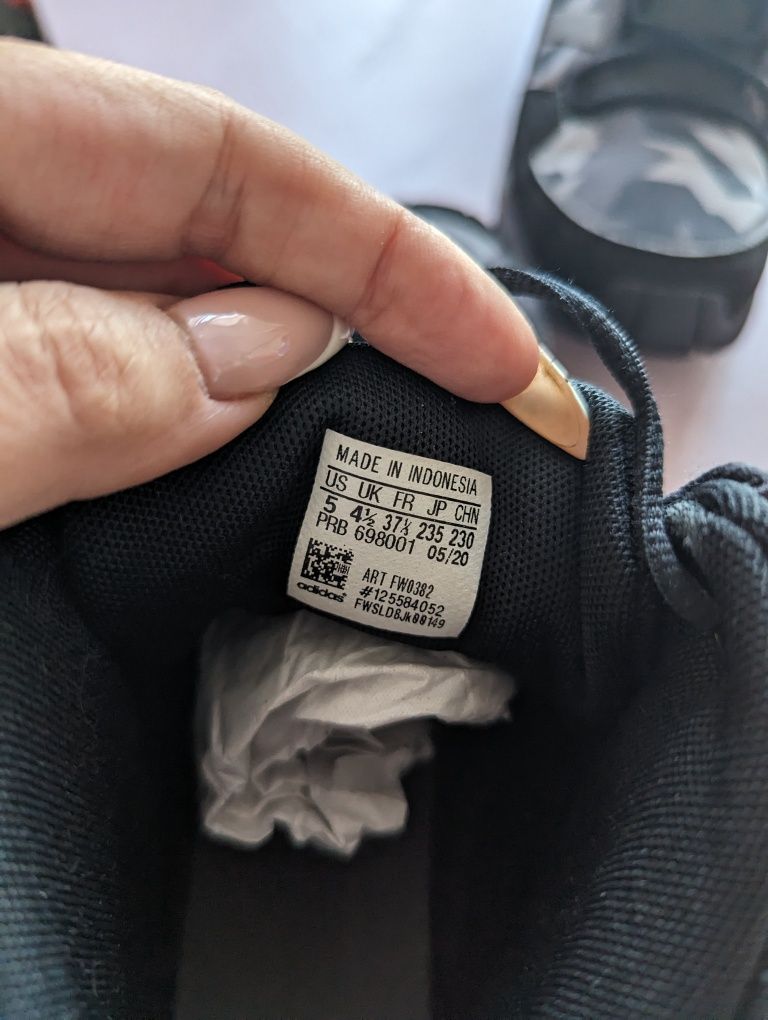 MADE IN INDONESIA
US UK FR JP CHN
5 4½ 37⅓ 235 230
PRB 698001 05/20
ART FW0382
#125584052
adidas FWSLD8JK00149